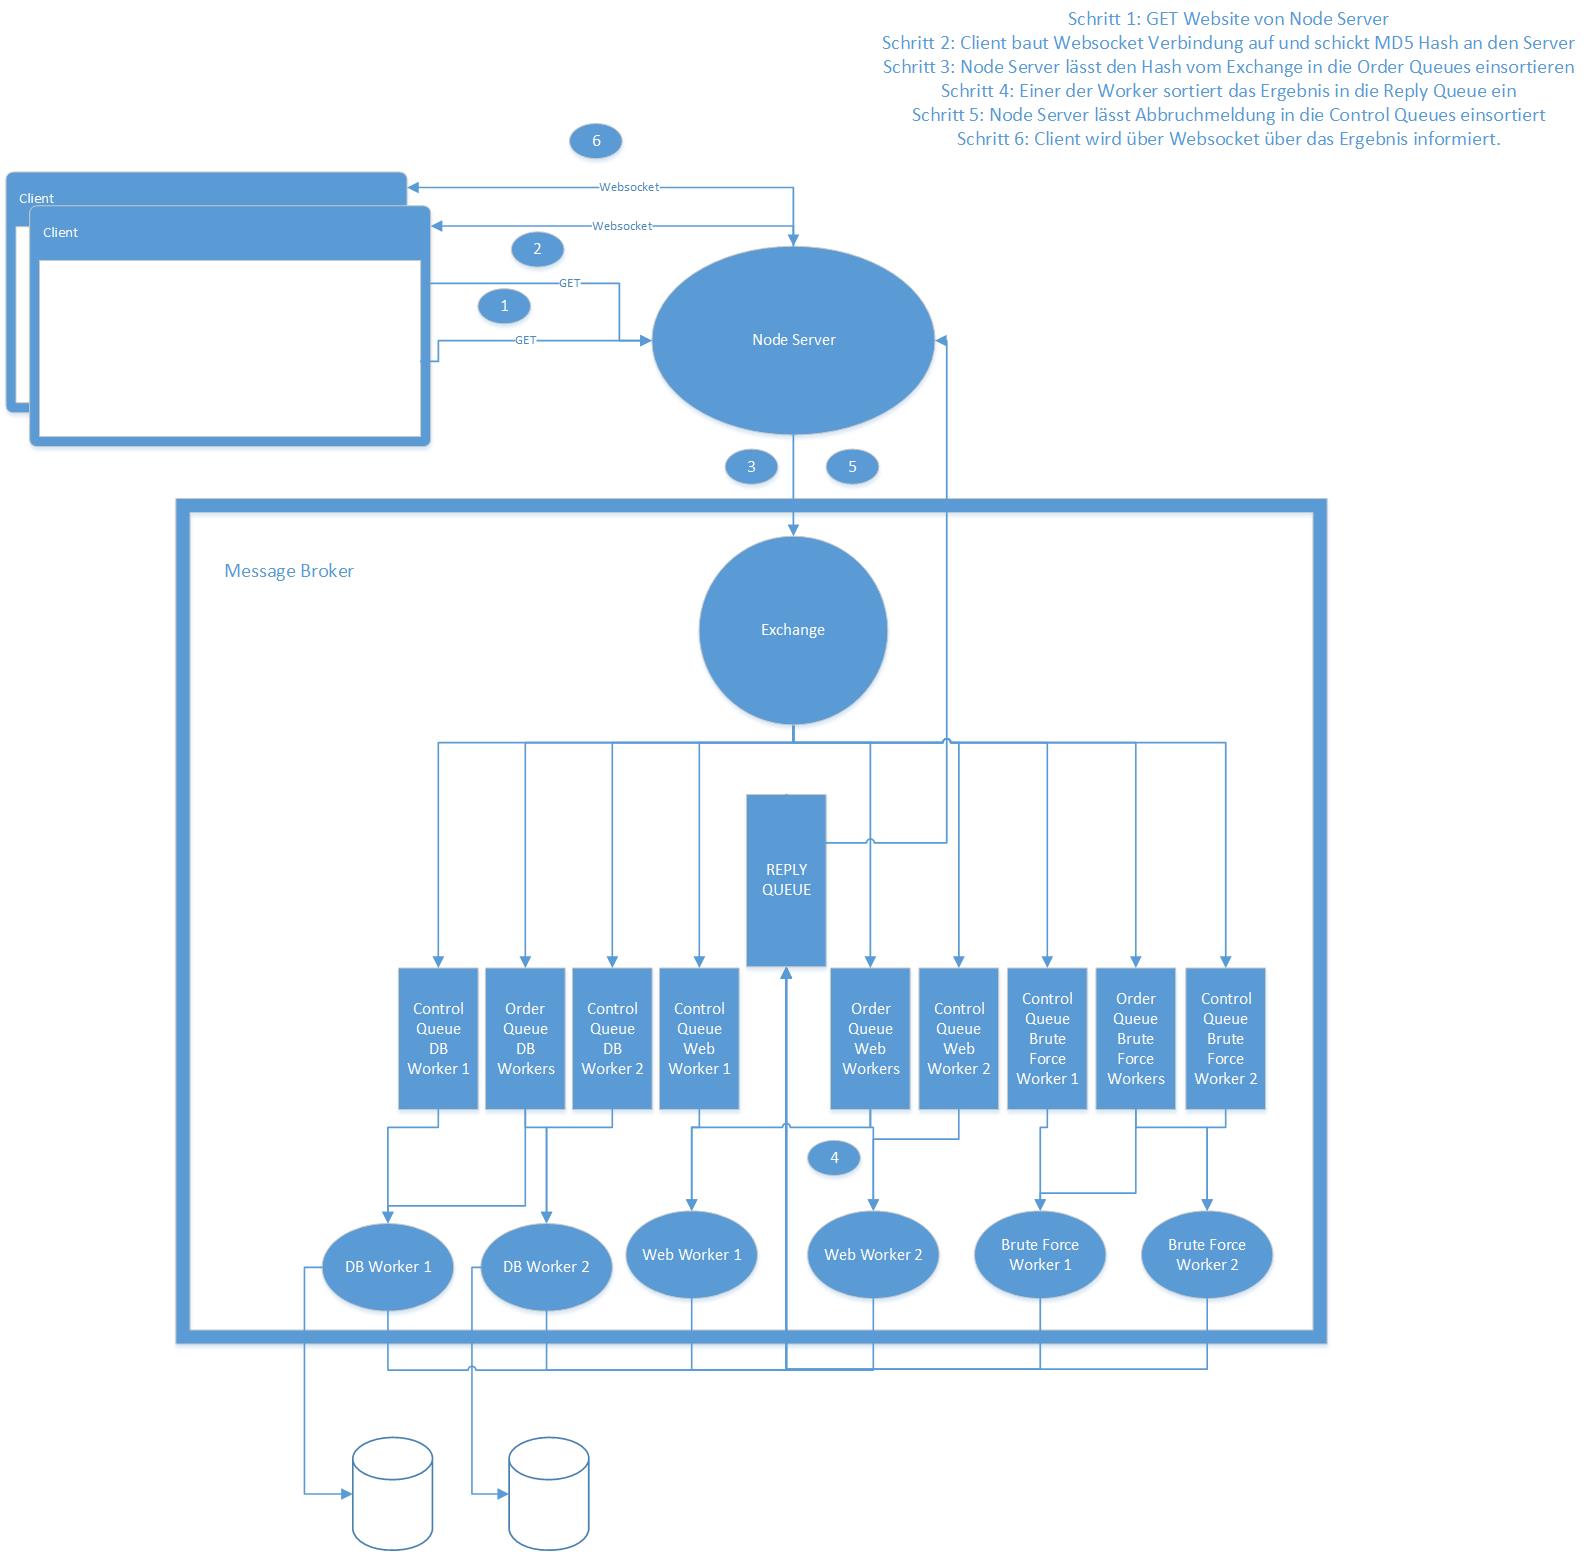 Schritt 1: GET Website von Node Server
Schritt 2: Client baut Websocket Verbindung auf und schickt MD5 Hash an den Server
Schritt 3: Node Server lässt den Hash vom Exchange in die Order Queues einsortieren
Schritt 4: Einer der Worker sortiert das Ergebnis in die Reply Queue ein
Schritt 5: Node Server lässt Abbruchmeldung in die Control Queues einsortiert
Schritt 6: Client wird über Websocket über das Ergebnis informiert.
6
Websocket
Client
Websocket
Client
2
GET
1
GET
Node Server
3
5
Message Broker
Exchange
REPLY
QUEUE
Control
Queue
DB
Worker 1
Order
Queue
DB
Workers
Control
Queue
DB
Worker 2
Control
Queue
Web
Worker 1
Order
Queue
Web
Workers
Control
Queue
Web
Worker 2
Control
Queue
Brute
Force
Worker 1
Order
Queue
Brute
Force
Workers
Control
Queue
Brute
Force
Worker 2
4
DB Worker 1
DB Worker 2
Web Worker 1
Web Worker 2
Brute Force
Worker 1
Brute Force
Worker 2